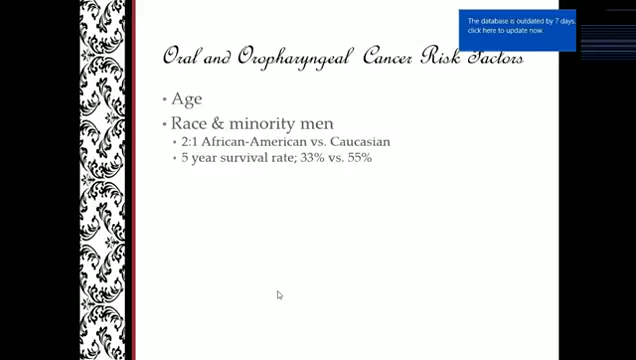 The database is outdated by 7 days,
click here to update now.
Oral and Oropharyngeal Cancer Risk Factors
• Age
• Race & minority men
• 2:1 African-American vs. Caucasian
• 5 year survival rate; 33% vs. 55%